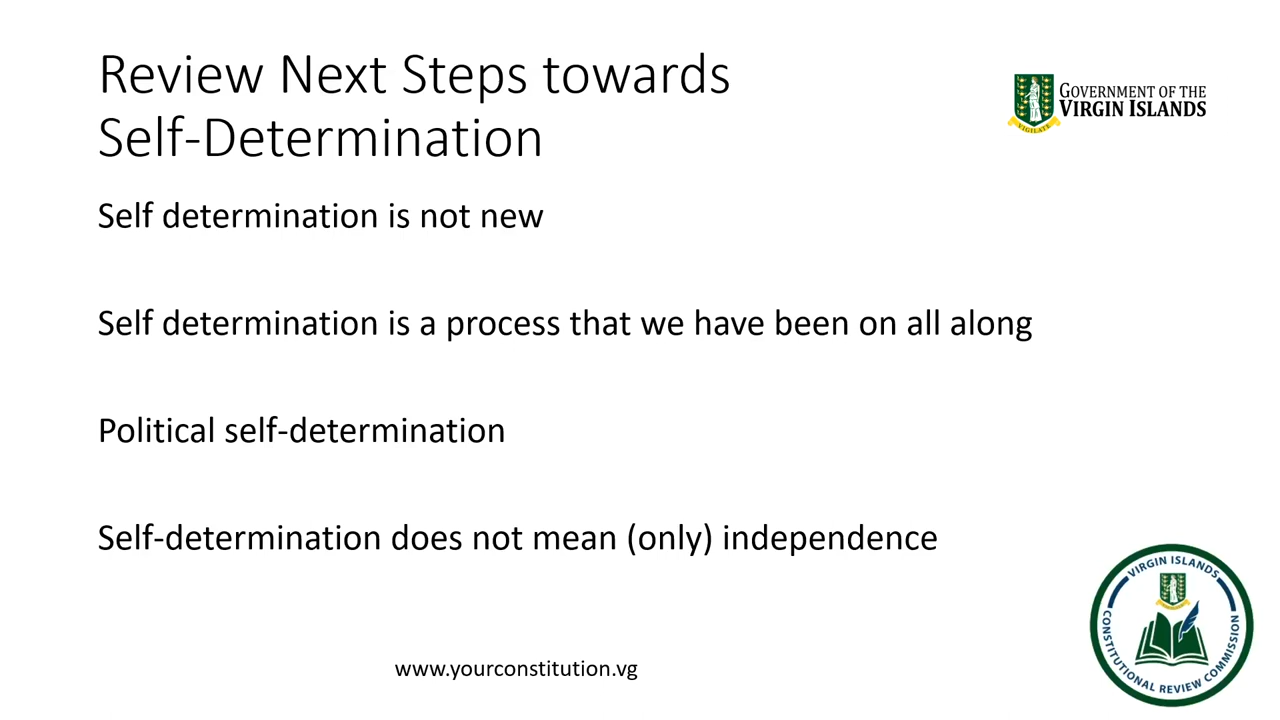 Review Next Steps towards
Self-Determination
GOVERNMENT OF THE
VIRGIN ISLANDS
VIGILATE
Self determination is not new
Self determination is a process that we have been on all along
Political self-determination
Self-determination does not mean (only) independence
VIRGIN ISLANDS
CONSTITUTIONAL REVIEW COMMISSION
www.yourconstitution.vg